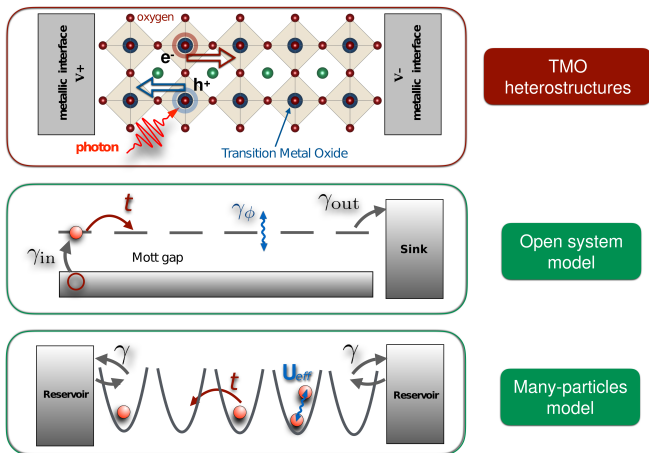 oxygen
metallic interface
V+
e-
h+
photon
Transition Metal Oxide
metallic interface
V-
TMO
heterostructures
γin
t
Mott gap
γϕ
γout
Sink
Open system
model
Reservoir
γ
t
Ueff
γ
Reservoir
Many-particles
model